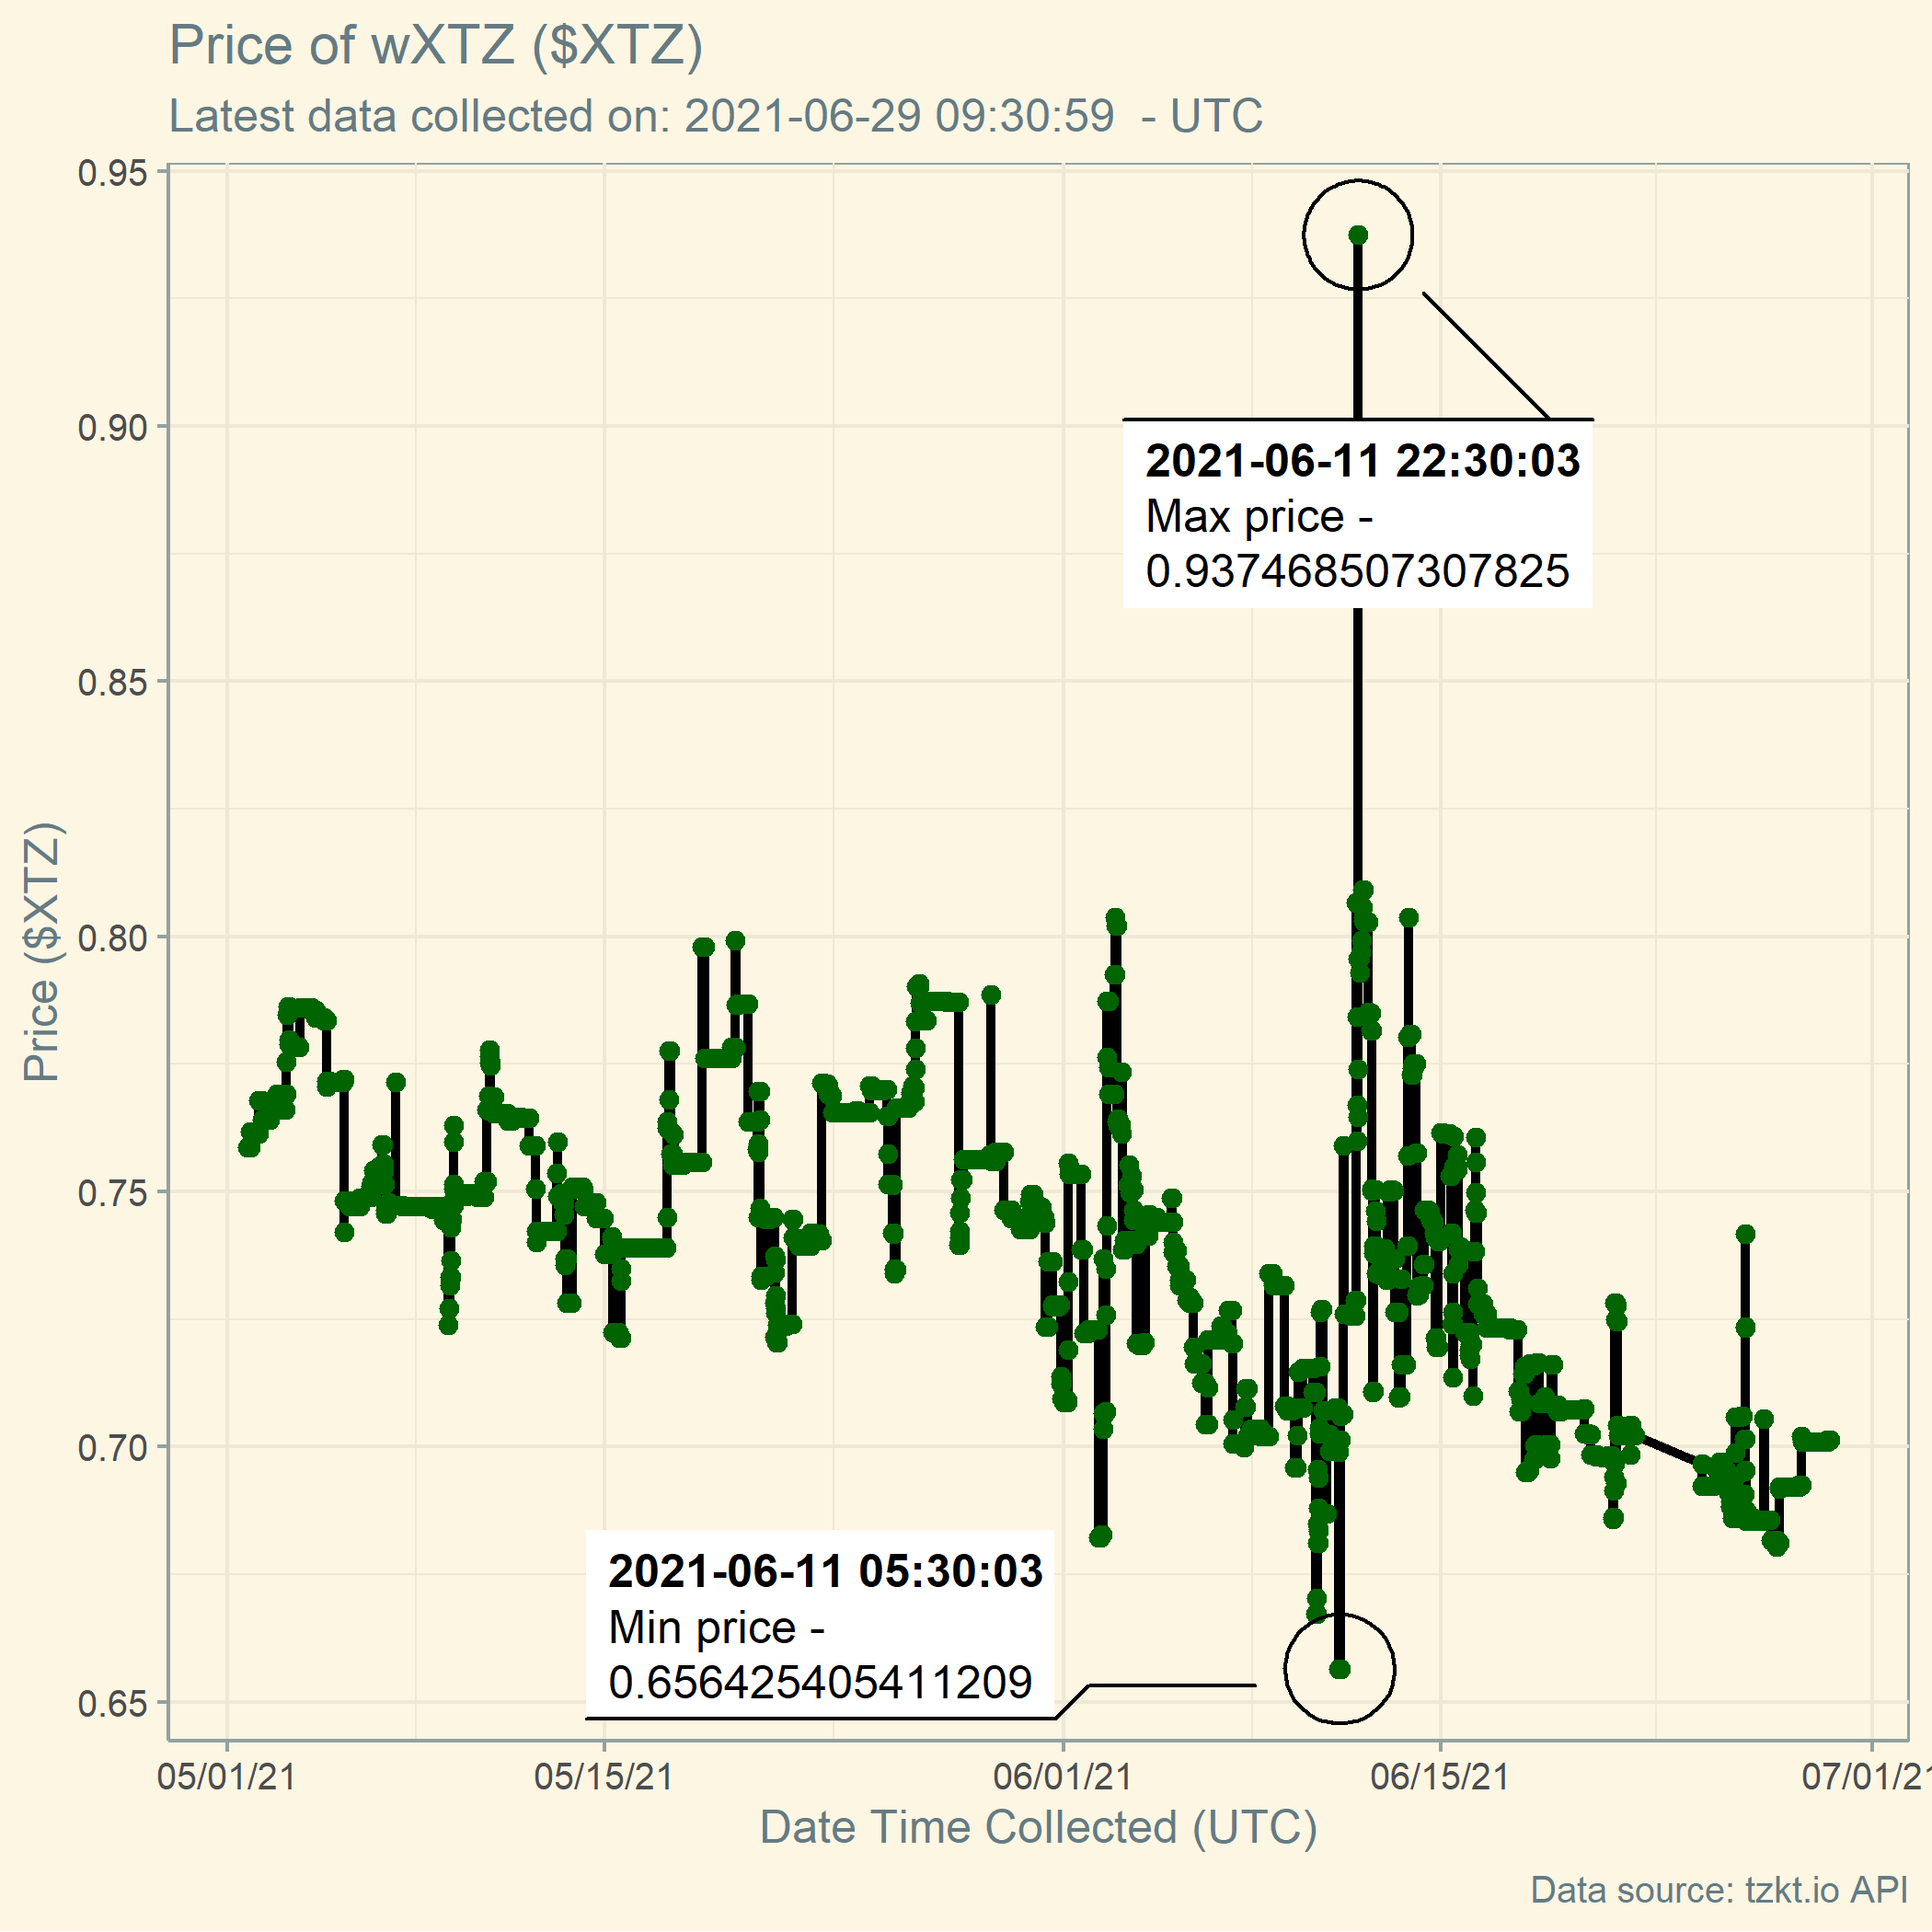 Price of wXTZ ($XTZ)
Latest data collected on: 2021-06-29 09:30:59  - UTC
0.95
0.90
0.85
0.80
0.75
0.70
0.65
Price ($XTZ)
2021-06-11 22:30:03
Max price -
0.937468507307825
2021-06-11 05:30:03
Min price -
0.656425405411209
05/01/21 05/15/21 06/01/21 06/15/21 07/01/21
Date Time Collected (UTC)
Data source: tzkt.io API